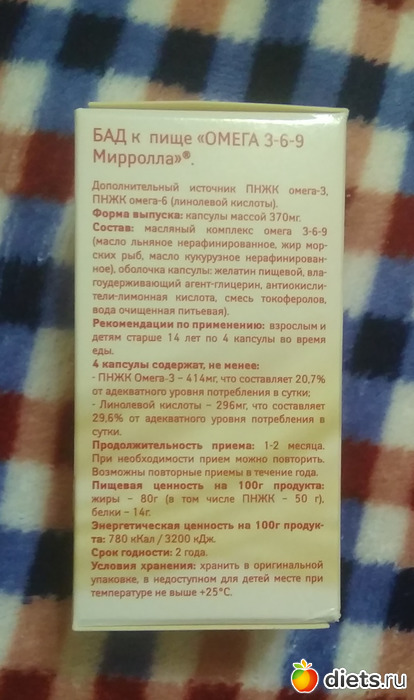 БАД к пище «ОМЕГА 3-6-9
Мирролла»®.
Дополнительный источник ПНЖК омега-3,
ПНЖК омега-6 (линолевой кислоты).
Форма выпуска: капсулы массой 370мг.
Состав: масляный комплекс омега 3-6-9
(масло льняное нерафинированное, жир мор-
ских рыб, масло кукурузное нерафинирован-
ное), оболочка капсулы: желатин пищевой, вла-
гоудерживающий агент-глицерин, антиокисли-
тели-лимонная кислота, смесь токоферолов,
вода очищенная питьевая).
Рекомендации по применению: взрослым и
детям старше 14 лет по 4 капсулы во время
еды.
4 капсулы содержат, не менее:
- ПНЖК Омега-3 – 414мг, что составляет 20,7%
от адекватного уровня потребления в сутки;
- Линолевой кислоты – 296мг, что составляет
29,6% от адекватного уровня потребления в
сутки.
Продолжительность приема: 1-2 месяца.
При необходимости прием можно повторить.
Возможны повторные приемы в течение года.
Пищевая ценность на 100г продукта:
жиры – 80г (в том числе ПНЖК – 50 г),
белки – 14г.
Энергетическая ценность на 100г продук-
та: 780 кКал / 3200 кДж.
Срок годности: 2 года.
Условия хранения: хранить в оригинальной
упаковке, в недоступном для детей месте при
температуре не выше +25°С.
diets.ru